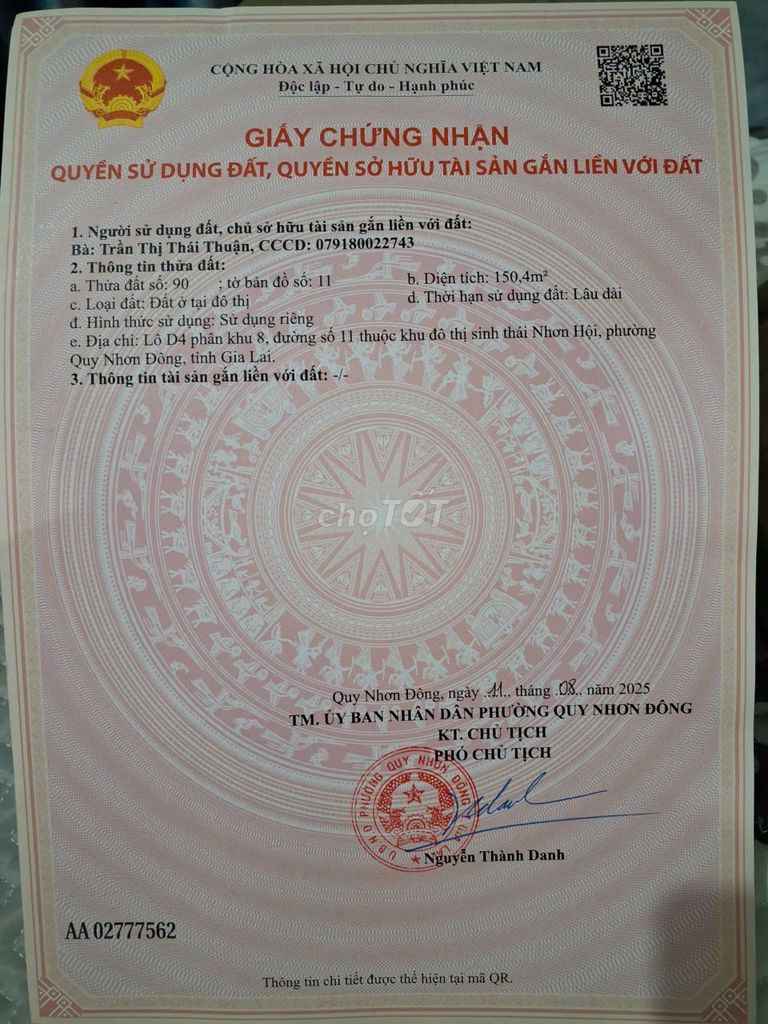 CỘNG HÒA XÃ HỘI CHỦ NGHĨA VIỆT NAM
Độc lập - Tự do - Hạnh phúc
GIẤY CHỨNG NHẬN
QUYỀN SỬ DỤNG ĐẤT, QUYỀN SỞ HỮU TÀI SẢN GẮN LIỀN VỚI ĐẤT
1. Người sử dụng đất, chủ sở hữu tài sản gắn liền với đất:
Bà: Trần Thị Thái Thuận, CCCD: 079180022743
2. Thông tin thửa đất:
a. Thửa đất số: 90 ; tờ bản đồ số: 11 b. Diện tích: 150,4m²
c. Loại đất: Đất ở tại đô thị d. Thời hạn sử dụng đất: Lâu dài
đ. Hình thức sử dụng: Sử dụng riêng
e. Địa chỉ: Lô D4 phân khu 8, đường số 11 thuộc khu đô thị sinh thái Nhơn Hội, phường
Quy Nhơn Đông, tỉnh Gia Lai.
3. Thông tin tài sản gắn liền với đất: -/-
chợTỐT
Quy Nhơn Đông, ngày ..11.. tháng .08.. năm 2025
TM. ỦY BAN NHÂN DÂN PHƯỜNG QUY NHƠN ĐÔNG
KT. CHỦ TỊCH
PHÓ CHỦ TỊCH
U.B.N.D PHƯỜNG QUY NHƠN ĐÔNG
Nguyễn Thành Danh
AA 02777562
Thông tin chi tiết được thể hiện tại mã QR.